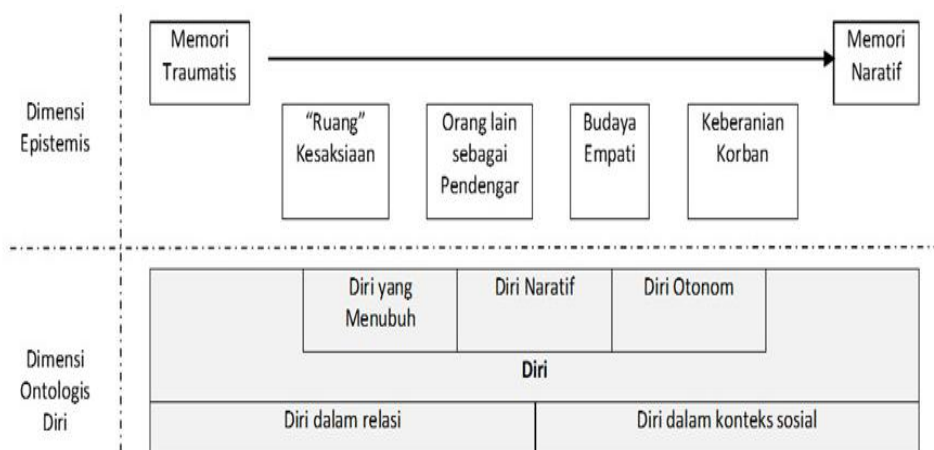 Memori
Traumatis
Memori
Naratif
Dimensi
Epistemis
“Ruang”
Kesaksiaan
Orang lain
sebagai
Pendengar
Budaya
Empati
Keberanian
Korban
Dimensi
Ontologis
Diri
Diri yang
Menubuh
Diri Naratif
Diri Otonom
Diri
Diri dalam relasi
Diri dalam konteks sosial